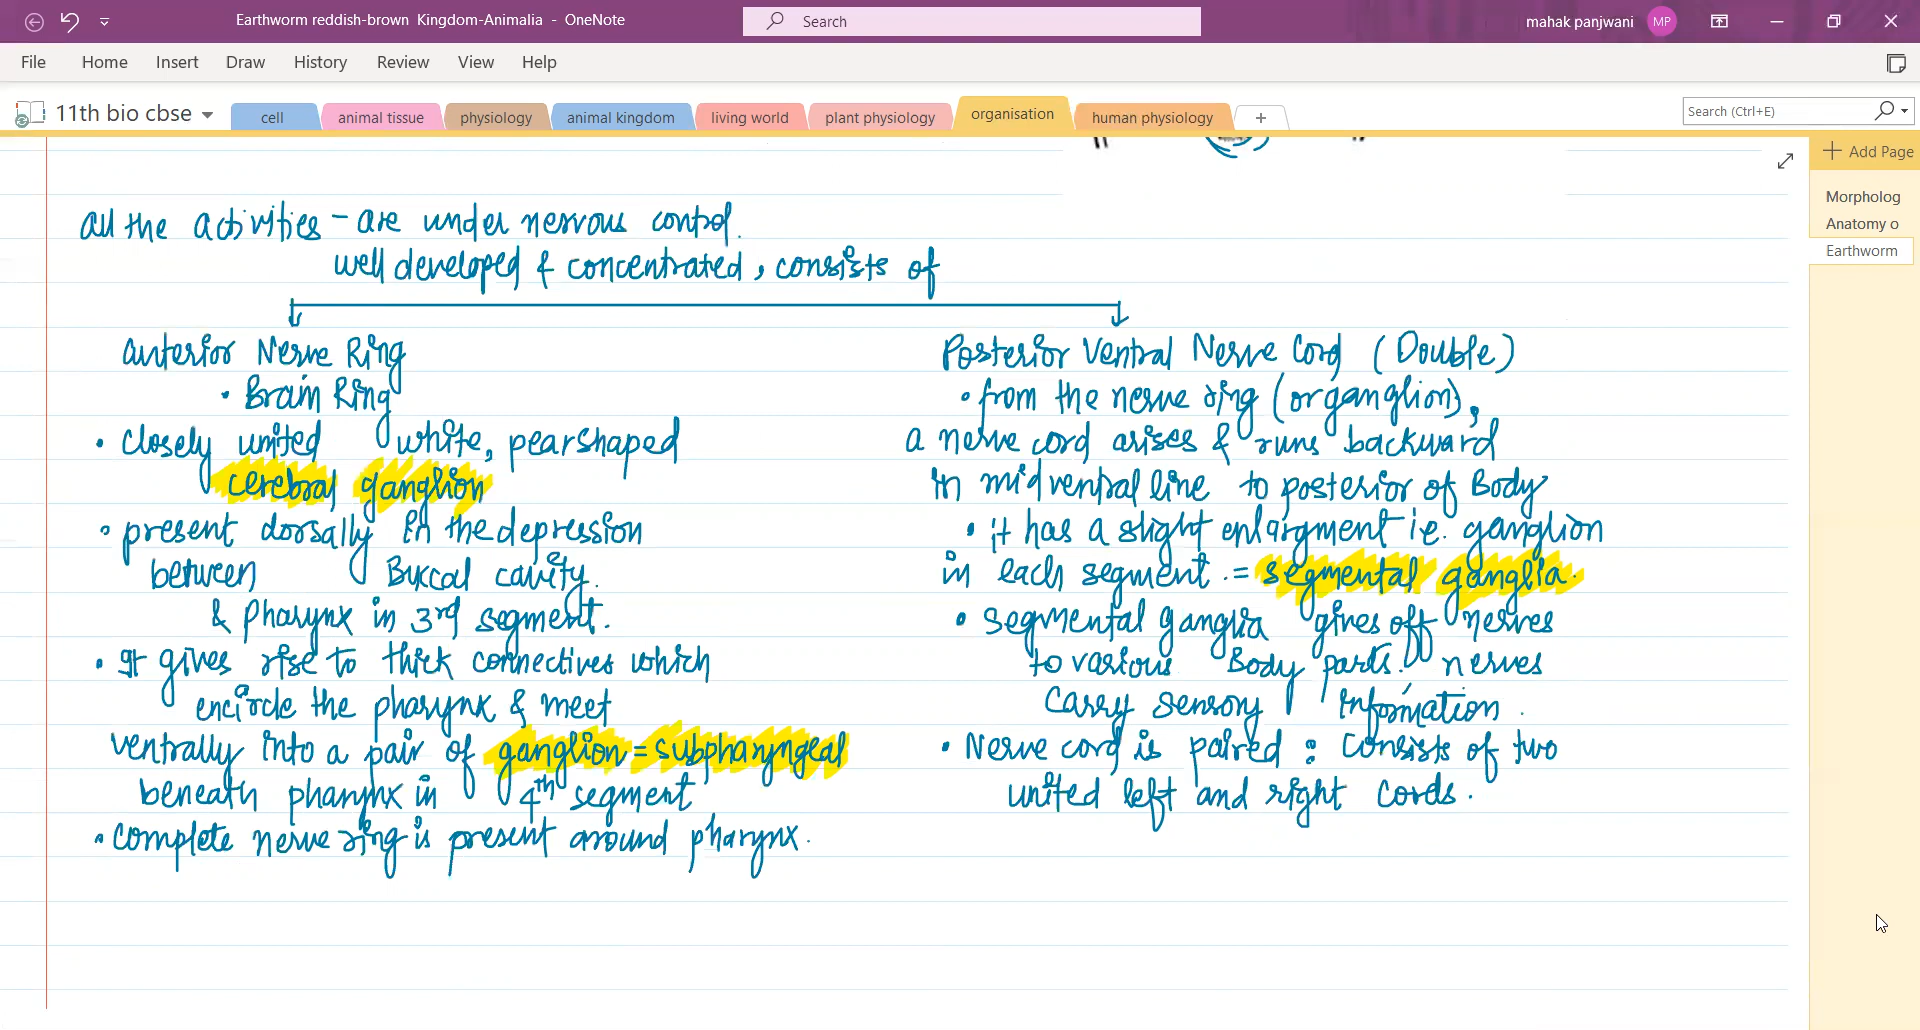 Earthworm reddish-brown Kingdom-Animalia - OneNote
Search
mahak panjwani
MP
File Home Insert Draw History Review View Help
11th bio cbse
cell animal tissue physiology animal kingdom living world plant physiology organisation human physiology +
Search (Ctrl+E)
Add Page
Morpholog
Anatomy o
Earthworm
All the activities - are under nervous control.
well developed & concentrated, consists of
Anterior Nerve Ring
• Brain Ring
• closely united white, pearshaped
cerebral ganglion
• present dorsally in the depression
between Buccal cavity.
& pharynx in 3rd segment.
• It gives rise to thick connectives which
encircle the pharynx & meet
ventrally into a pair of ganglion = subpharyngeal
beneath pharynx in 4th segment
• complete nerve ring is present around pharynx.
Posterior Ventral Nerve Cord (Double)
• from the nerve ring (or ganglion),
a nerve cord arises & runs backward
in midventral line to posterior of Body
• it has a slight enlargment i.e. ganglion
in each segment. = segmental ganglia.
• segmental ganglia gives off nerves
to various Body parts. nerves
carry sensory information.
• Nerve cord is paired : consists of two
united left and right cords.